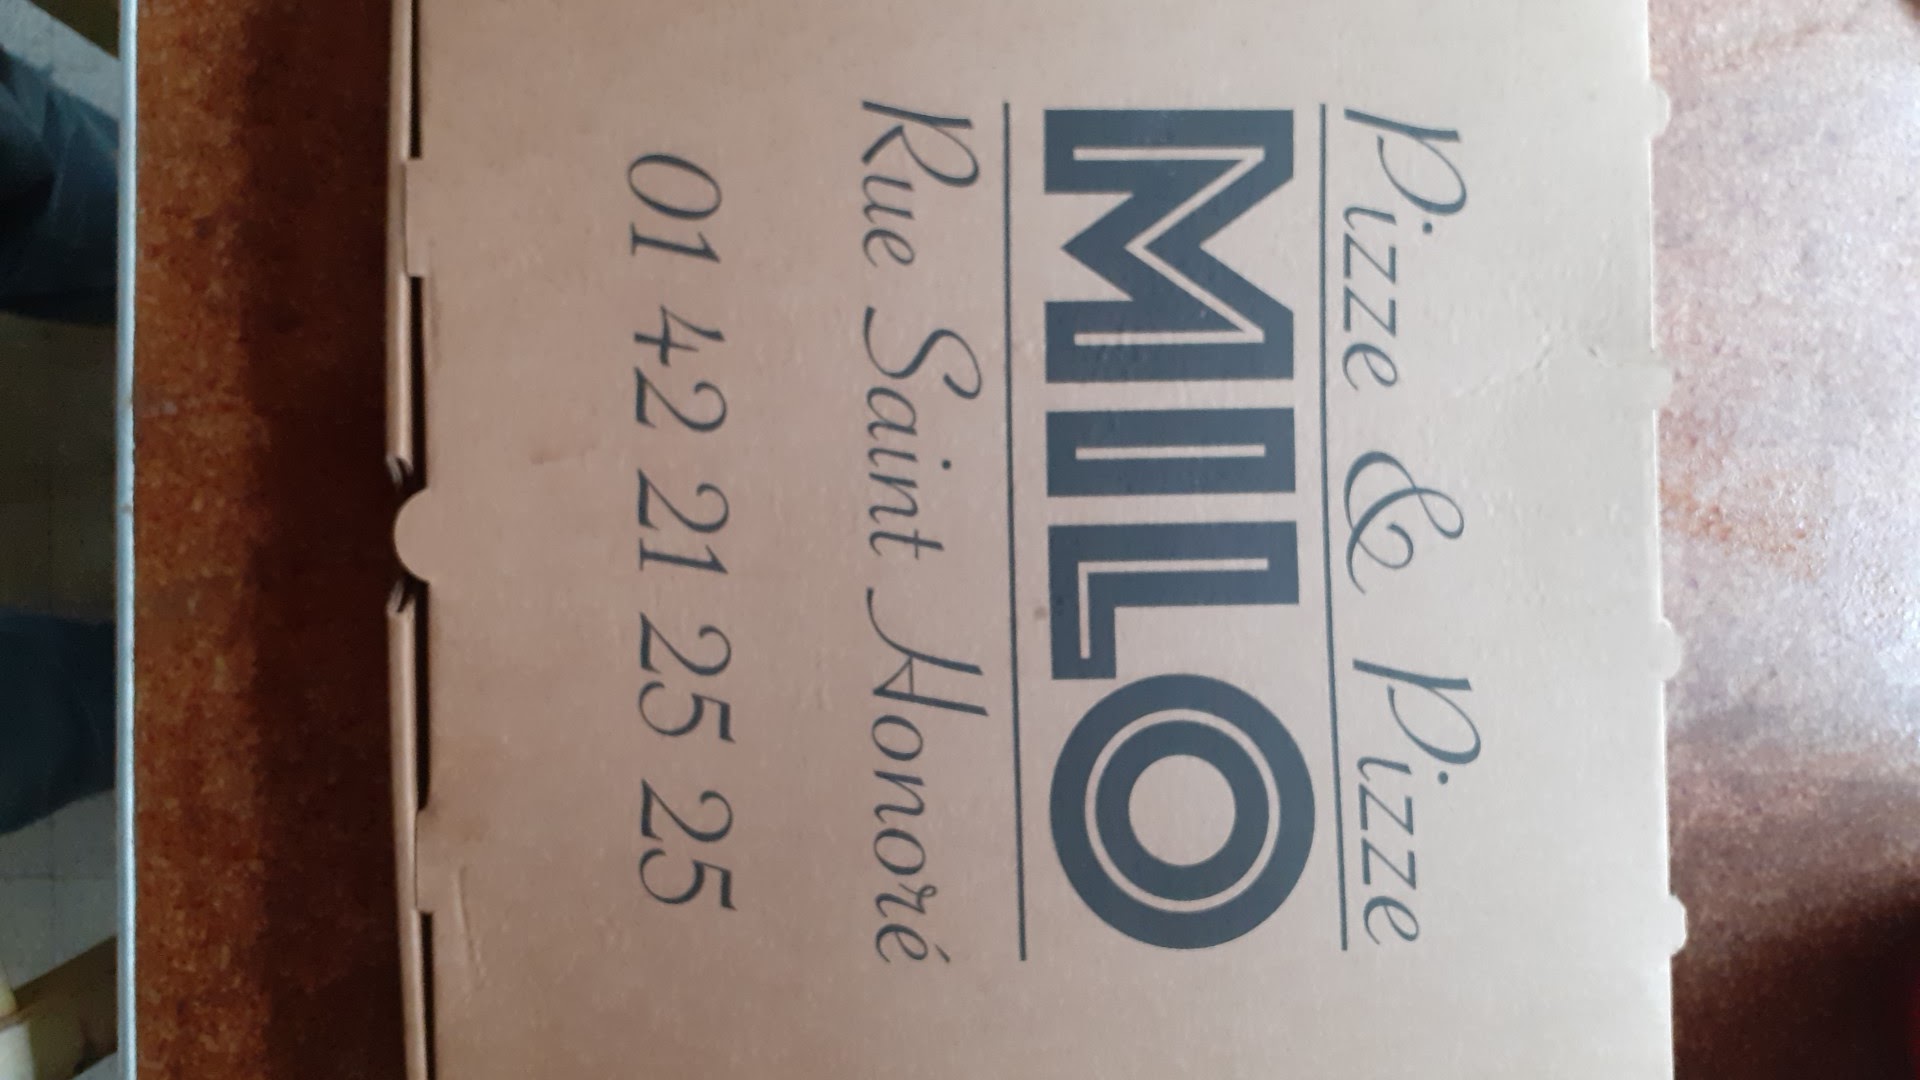 Pizze & Pizze
MILO
Rue Saint Honoré
01 42 21 25 25